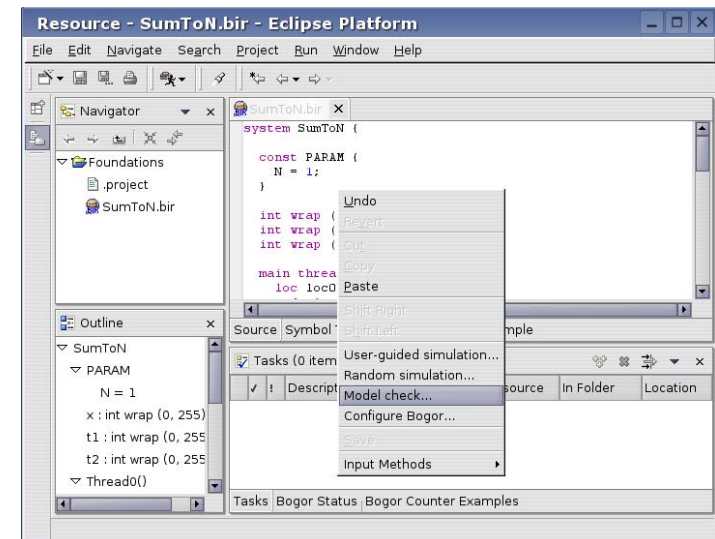 Resource - SumToN.bir - Eclipse Platform
File Edit Navigate Search Project Run Window Help
Navigator
Foundations
.project
SumToN.bir
SumToN.bir
system SumToN {
const PARAM {
N = 1;
}
int wrap (
int wrap (
int wrap (
main threa
loc loc0
Source Symbol
mple
Undo
Revert
Cut
Copy
Paste
Shift Right
Shift Left
User-guided simulation...
Random simulation...
Model check...
Configure Bogor...
Save
Input Methods
Outline
SumToN
PARAM
N = 1
x : int wrap (0, 255)
t1 : int wrap (0, 255
t2 : int wrap (0, 255
Thread0()
Tasks (0 item
! Descript
source In Folder Location
Tasks Bogor Status Bogor Counter Examples